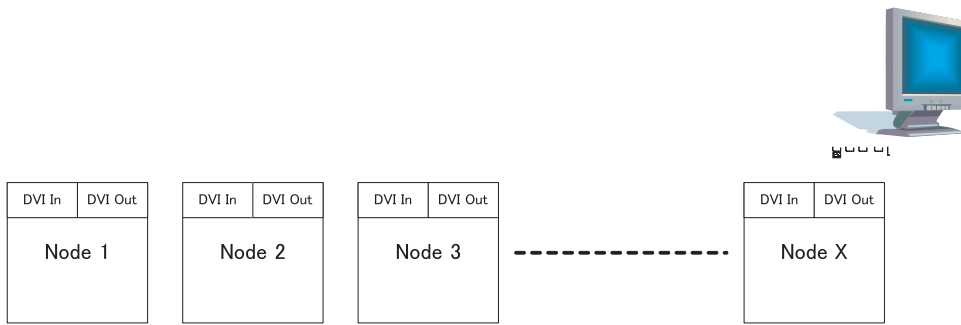 DVI In DVI Out DVI In DVI Out DVI In DVI Out DVI In DVI Out
Node 1 Node 2 Node 3 Node X